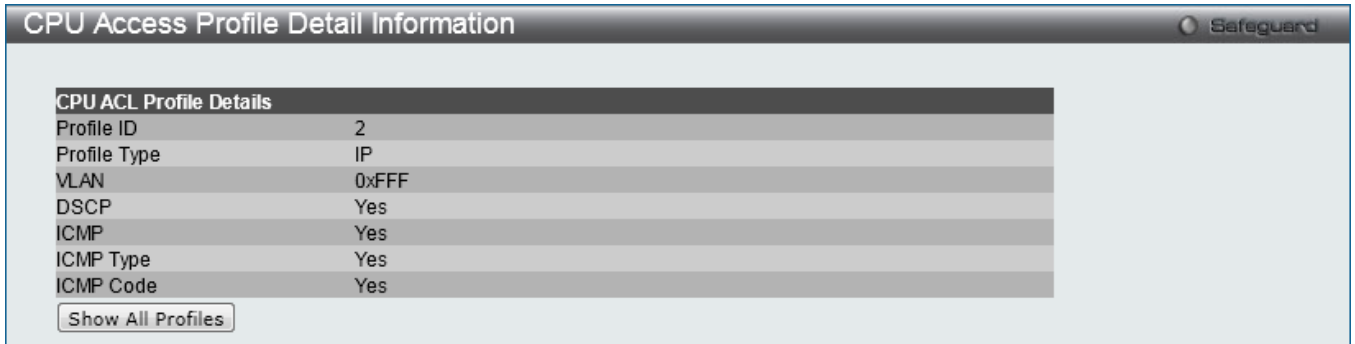 CPU Access Profile Detail Information
Safeguard
CPU ACL Profile Details
Profile ID 2
Profile Type IP
VLAN 0xFFF
DSCP Yes
ICMP Yes
ICMP Type Yes
ICMP Code Yes
Show All Profiles